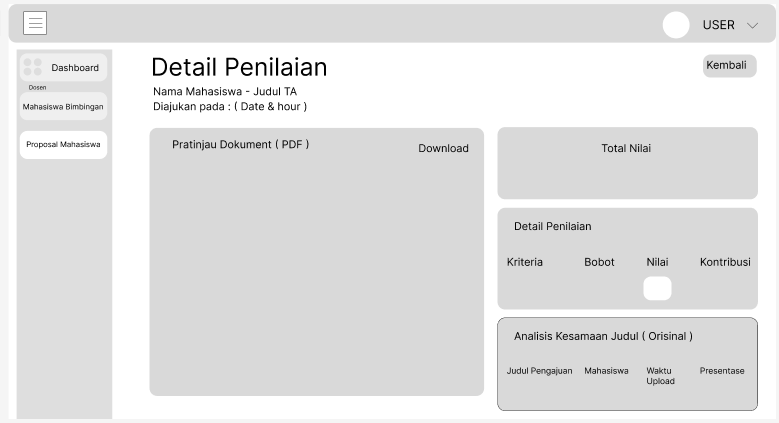 USER
Dashboard
Dosen
Mahasiswa Bimbingan
Proposal Mahasiswa
Detail Penilaian
Kembali
Nama Mahasiswa - Judul TA
Diajukan pada : ( Date & hour )
Pratinjau Dokument ( PDF )
Download
Total Nilai
Detail Penilaian
Kriteria Bobot Nilai Kontribusi
Analisis Kesamaan Judul ( Orisinal )
Judul Pengajuan Mahasiswa Waktu Upload Presentase